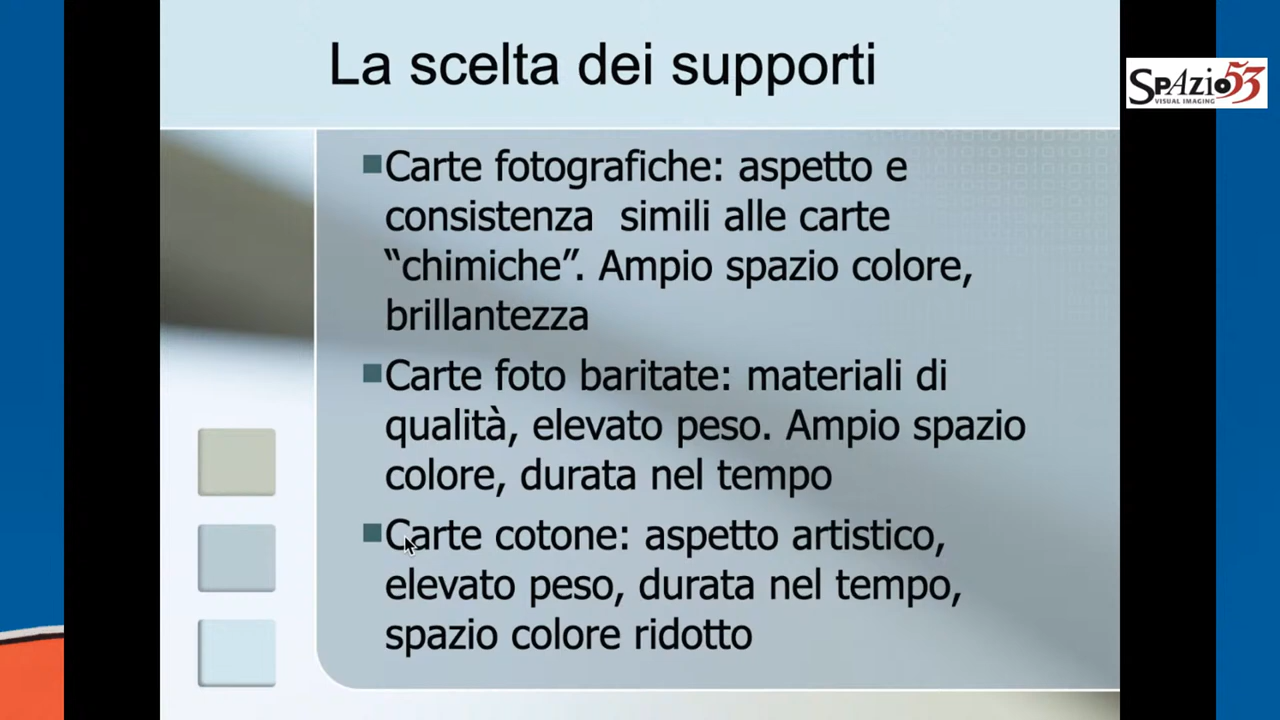 La scelta dei supporti
SPAzio53
VISUAL IMAGING
Carte fotografiche: aspetto e
consistenza simili alle carte
“chimiche”. Ampio spazio colore,
brillantezza
Carte foto baritate: materiali di
qualità, elevato peso. Ampio spazio
colore, durata nel tempo
Carte cotone: aspetto artistico,
elevato peso, durata nel tempo,
spazio colore ridotto